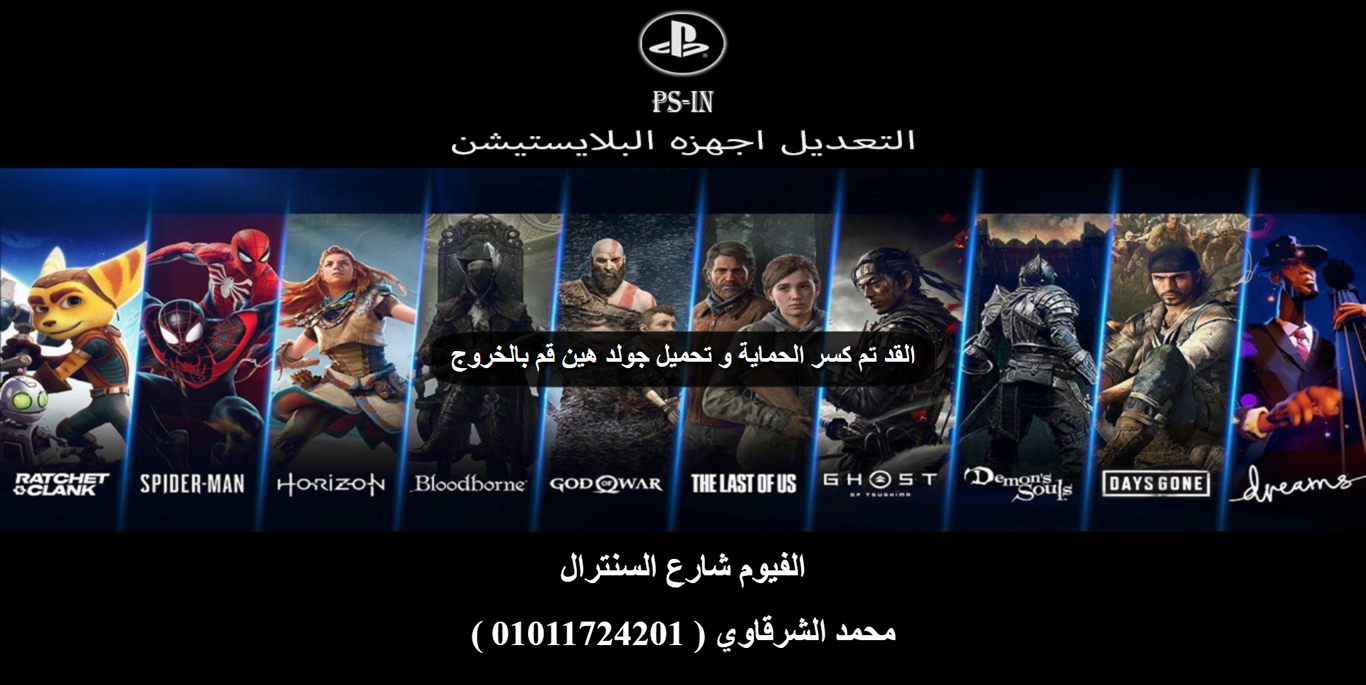 PS-IN
التعديل اجهزه البلايستيشن
القد تم كسر الحماية و تحميل جولد هين قم بالخروج
RATCHET & CLANK
SPIDER-MAN
HORIZON
Bloodborne
GOD OF WAR
THE LAST OF US
GHOST OF TSUSHIMA
Demon's Souls
DAYS GONE
dreams
الفيوم شارع السنترال
محمد الشرقاوي ( 01011724201 )